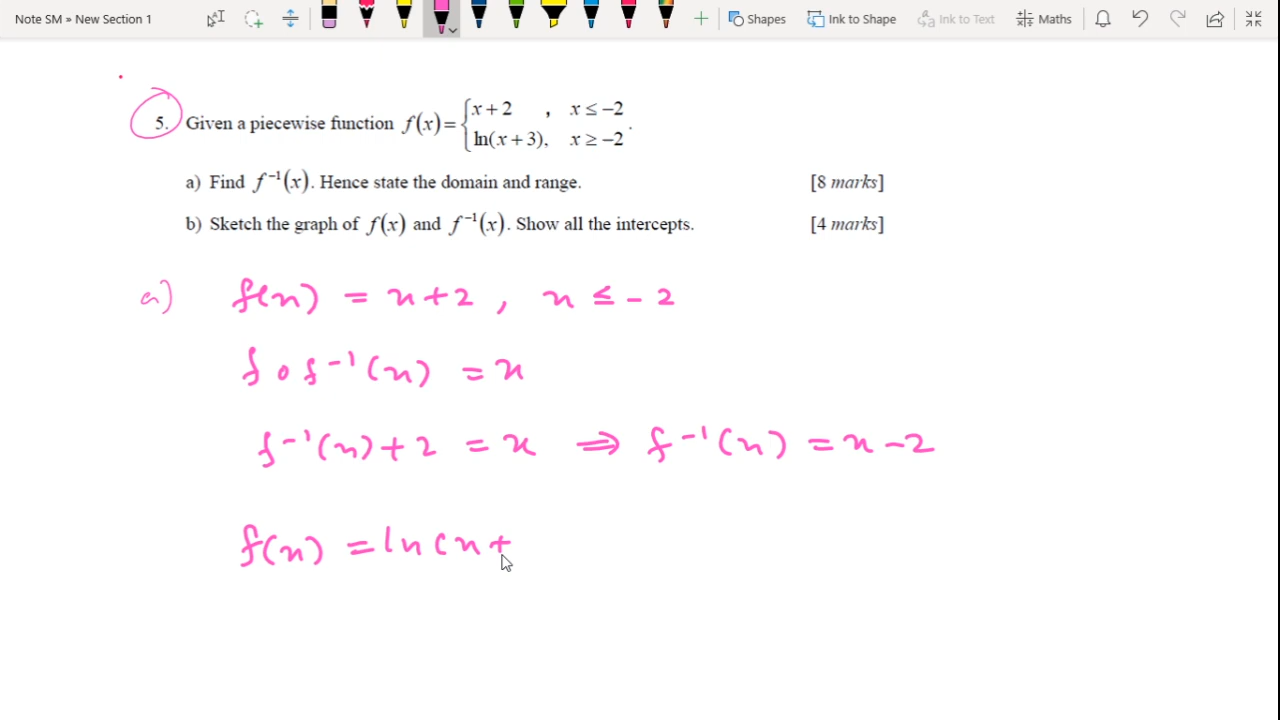 Note SM » New Section 1 Shapes Ink to Shape Ink to Text Maths
5. Given a piecewise function f(x)= { x+2 , x ≤ −2
ln(x+3), x ≥ −2 .
a) Find f⁻¹(x). Hence state the domain and range. [8 marks]
b) Sketch the graph of f(x) and f⁻¹(x). Show all the intercepts. [4 marks]
a) f(x) = x+2 , x ≤ -2
f o f⁻¹(x) = x
f⁻¹(x)+2 = x ⇒ f⁻¹(x) = x-2
f(x) = ln(x+